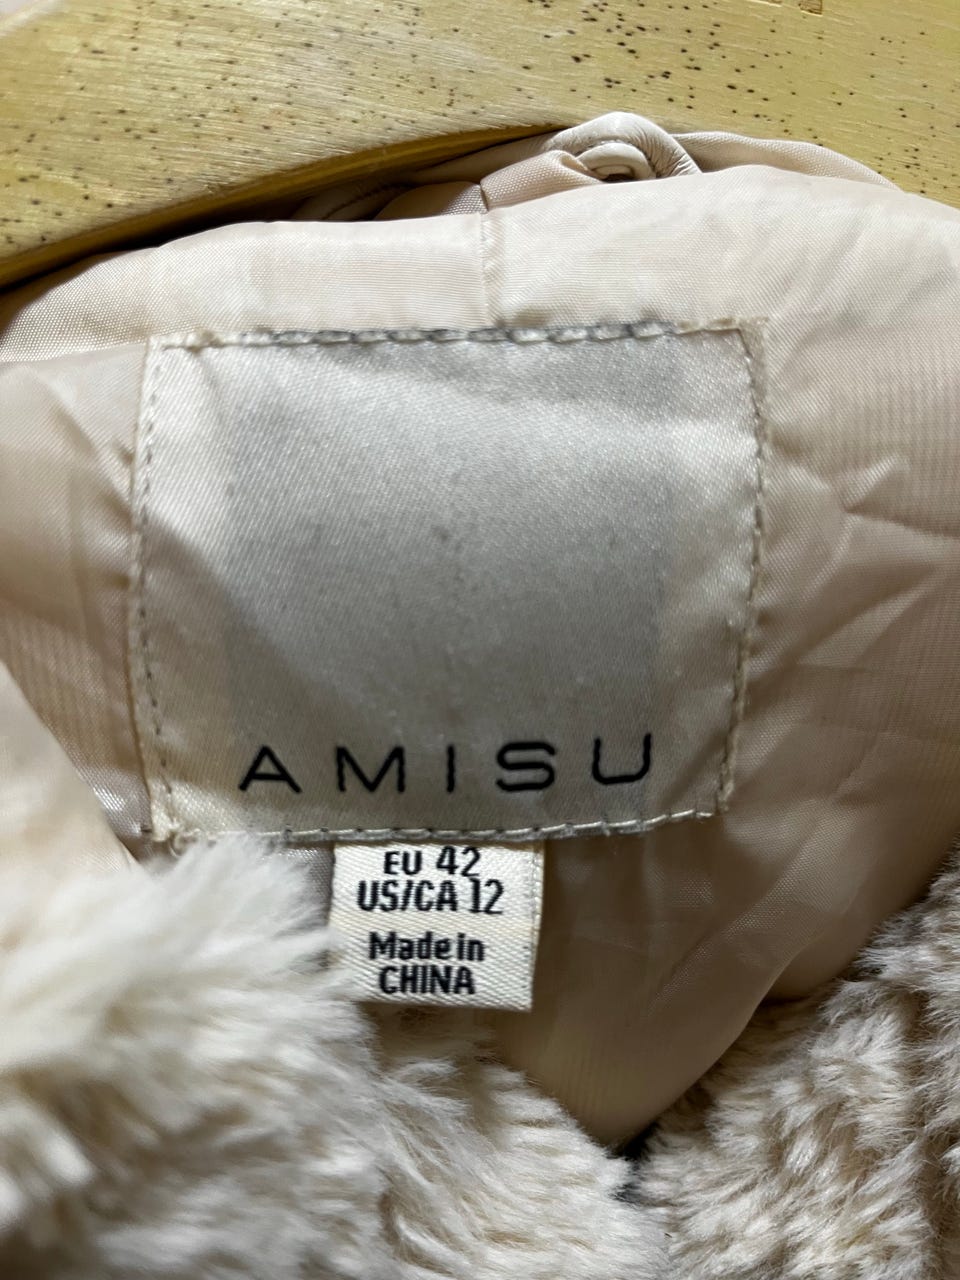 AMISU
EU 42
US/CA 12
Made in
CHINA